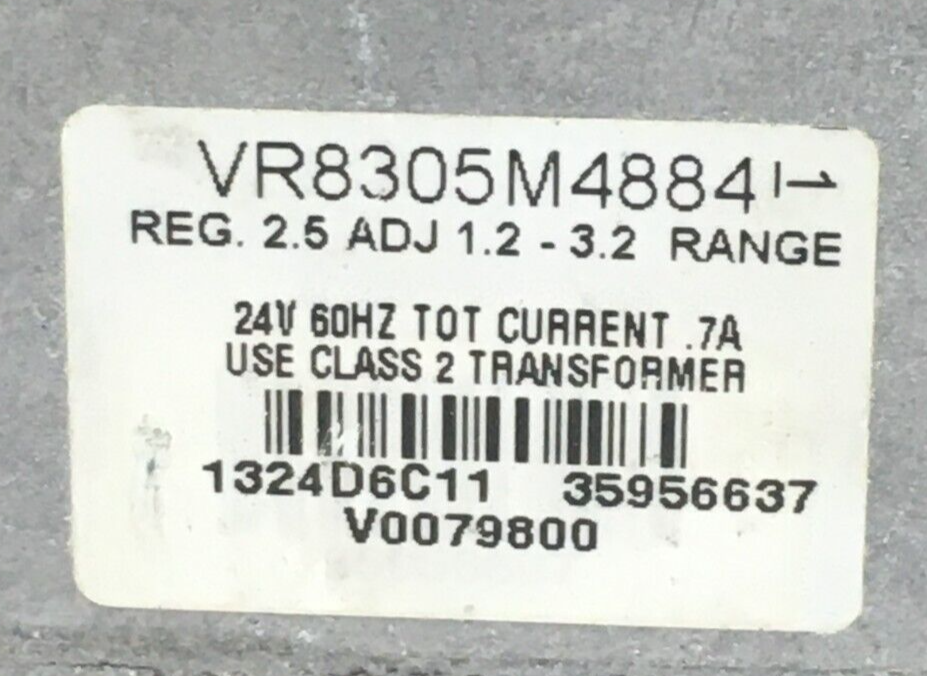 VR8305M4884 1
REG. 2.5 ADJ 1.2 - 3.2 RANGE
24V 60HZ TOT CURRENT .7A
USE CLASS 2 TRANSFORMER
1324D6C11 35956637
V0079800